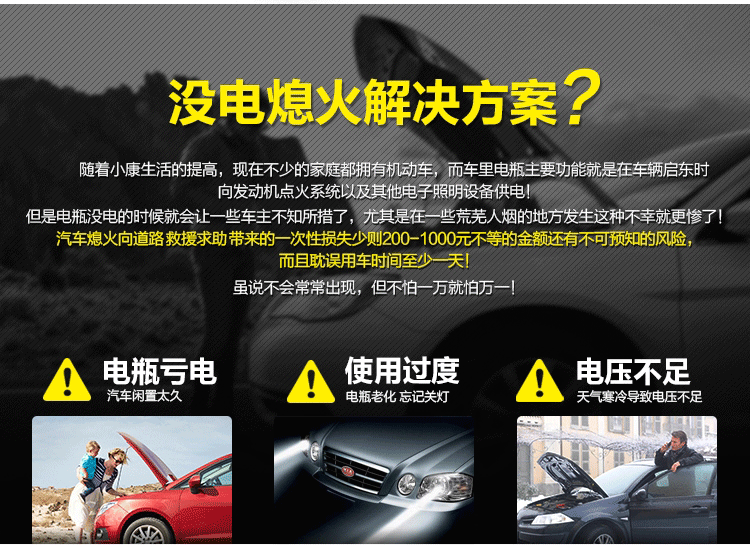 没电熄火解决方案?
随着小康生活的提高，现在不少的家庭都拥有机动车，而车里电瓶主要功能就是在车辆启东时
向发动机点火系统以及其他电子照明设备供电！
但是电瓶没电的时候就会让一些车主不知所措了，尤其是在一些荒芜人烟的地方发生这种不幸就更惨了！
汽车熄火向道路救援求助带来的一次性损失少则200-1000元不等的金额还有不可预知的风险，
而且耽误用车时间至少一天！
虽说不会常常出现，但不怕一万就怕万一！
电瓶亏电
汽车闲置太久
使用过度
电瓶老化 忘记关灯
电压不足
天气寒冷导致电压不足